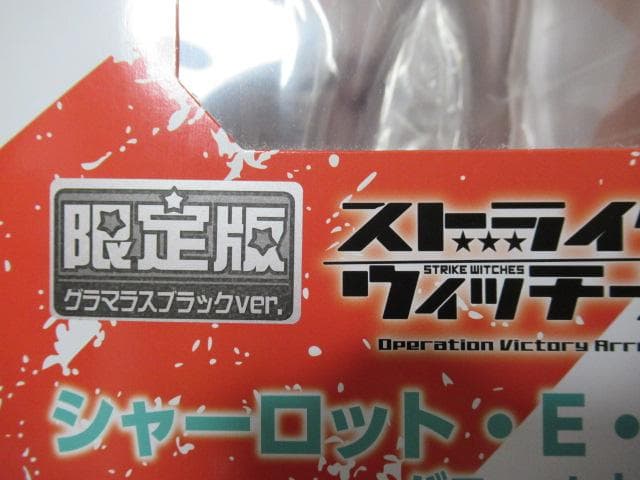 限定版
グラマラスブラックver.
ストライク
STRIKE WITCHES
ウィッチー
Operation Victory Arr
シャーロット・E・